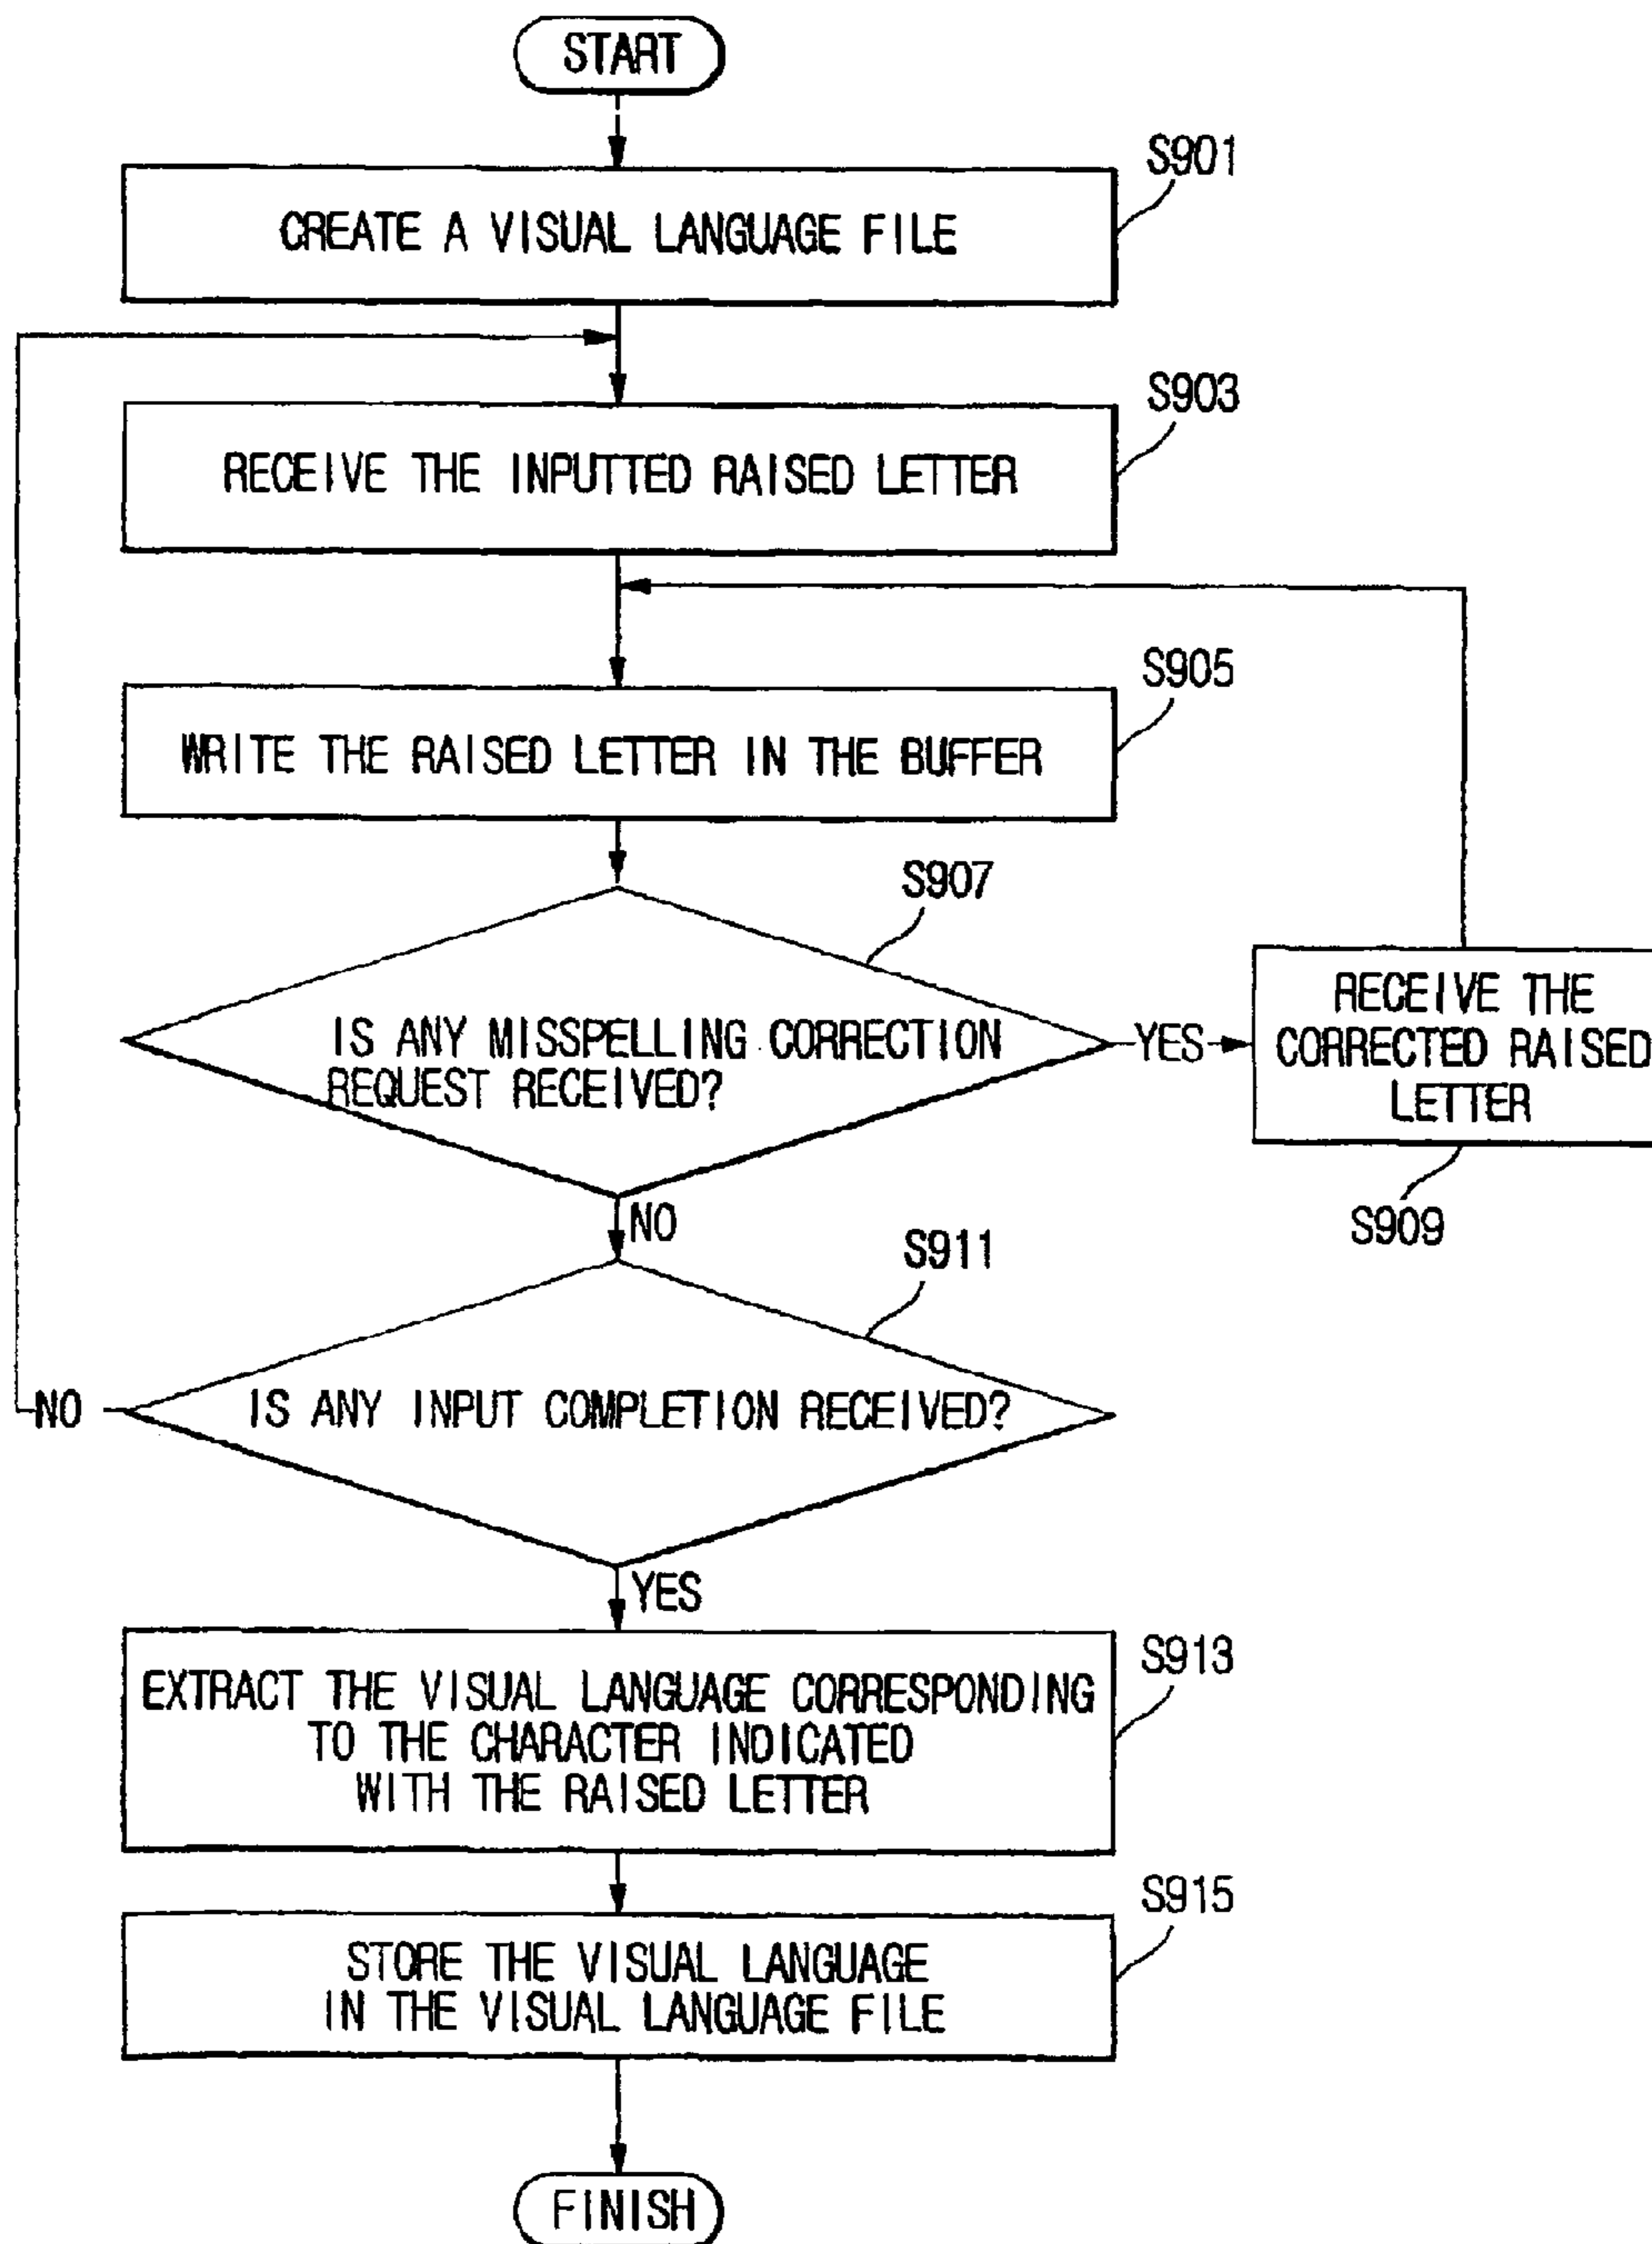 START
S901
CREATE A VISUAL LANGUAGE FILE
S903
RECEIVE THE INPUTTED RAISED LETTER
S905
WRITE THE RAISED LETTER IN THE BUFFER
S907
IS ANY MISSPELLING CORRECTION
REQUEST RECEIVED?
YES
RECEIVE THE
CORRECTED RAISED
LETTER
S909
NO
S911
IS ANY INPUT COMPLETION RECEIVED?
NO
YES
S913
EXTRACT THE VISUAL LANGUAGE CORRESPONDING
TO THE CHARACTER INDICATED
WITH THE RAISED LETTER
S915
STORE THE VISUAL LANGUAGE
IN THE VISUAL LANGUAGE FILE
FINISH